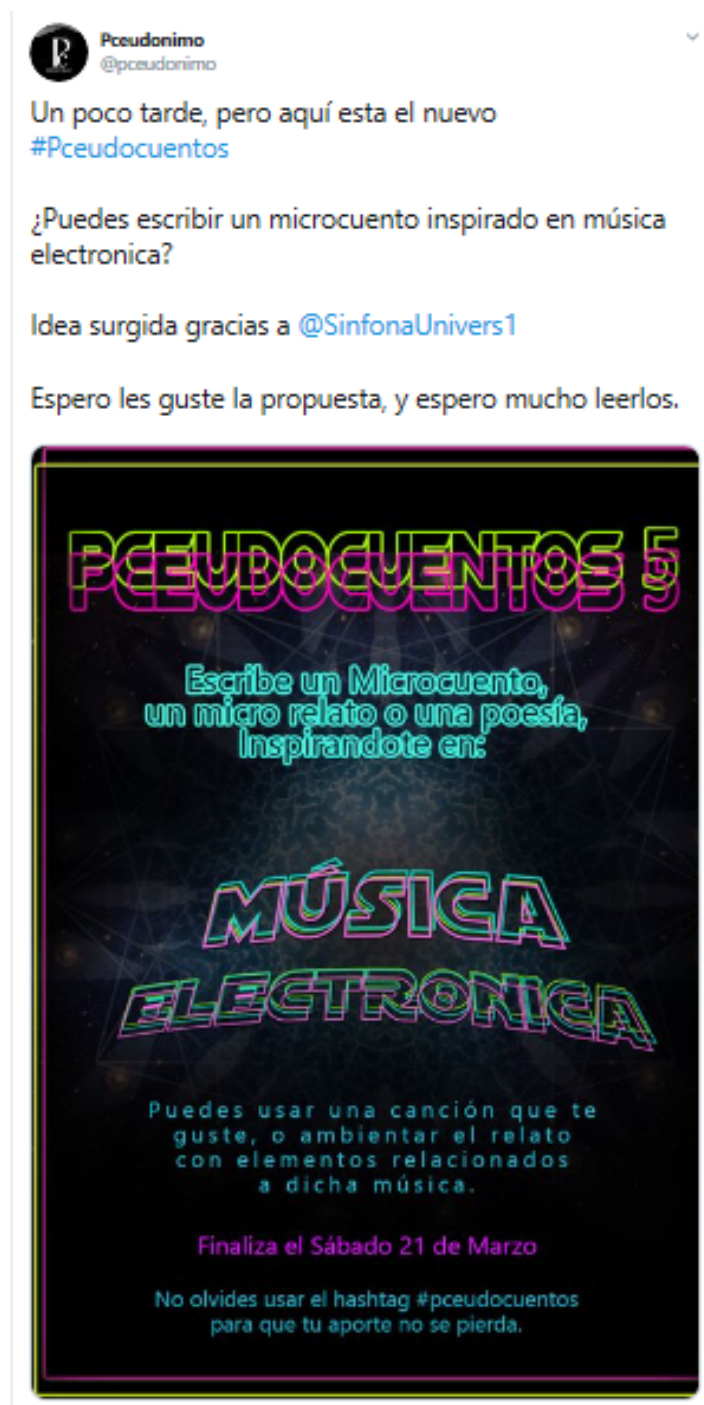 Pceudonimo
@pceudonimo
Un poco tarde, pero aquí esta el nuevo
#Pceudocuentos
¿Puedes escribir un microcuento inspirado en música
electronica?
Idea surgida gracias a @SinfonaUnivers1
Espero les guste la propuesta, y espero mucho leerlos.
PCEUDOCUENTOS 5
Escribe un Microcuento,
un micro relato o una poesía,
Inspirandote en:
MÚSICA
ELECTRONICA
Puedes usar una canción que te
guste, o ambientar el relato
con elementos relacionados
a dicha música.
Finaliza el Sábado 21 de Marzo
No olvides usar el hashtag #pceudocuentos
para que tu aporte no se pierda.